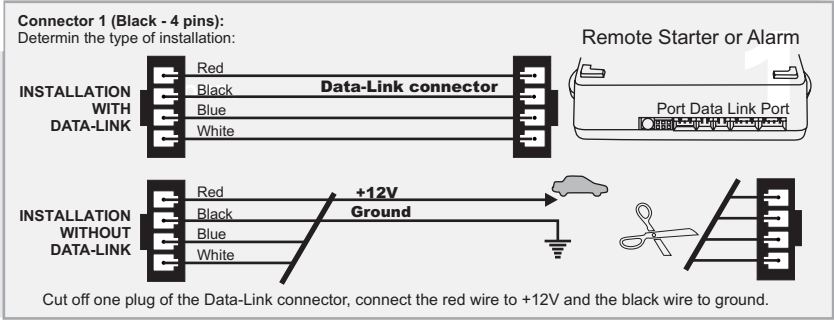 Connector 1 (Black - 4 pins):
Determin the type of installation:
Remote Starter or Alarm
1
Port Data Link Port
INSTALLATION
WITH
DATA-LINK
Red
Black
Blue
White
Data-Link connector
INSTALLATION
WITHOUT
DATA-LINK
Red
Black
Blue
White
+12V
Ground
Cut off one plug of the Data-Link connector, connect the red wire to +12V and the black wire to ground.